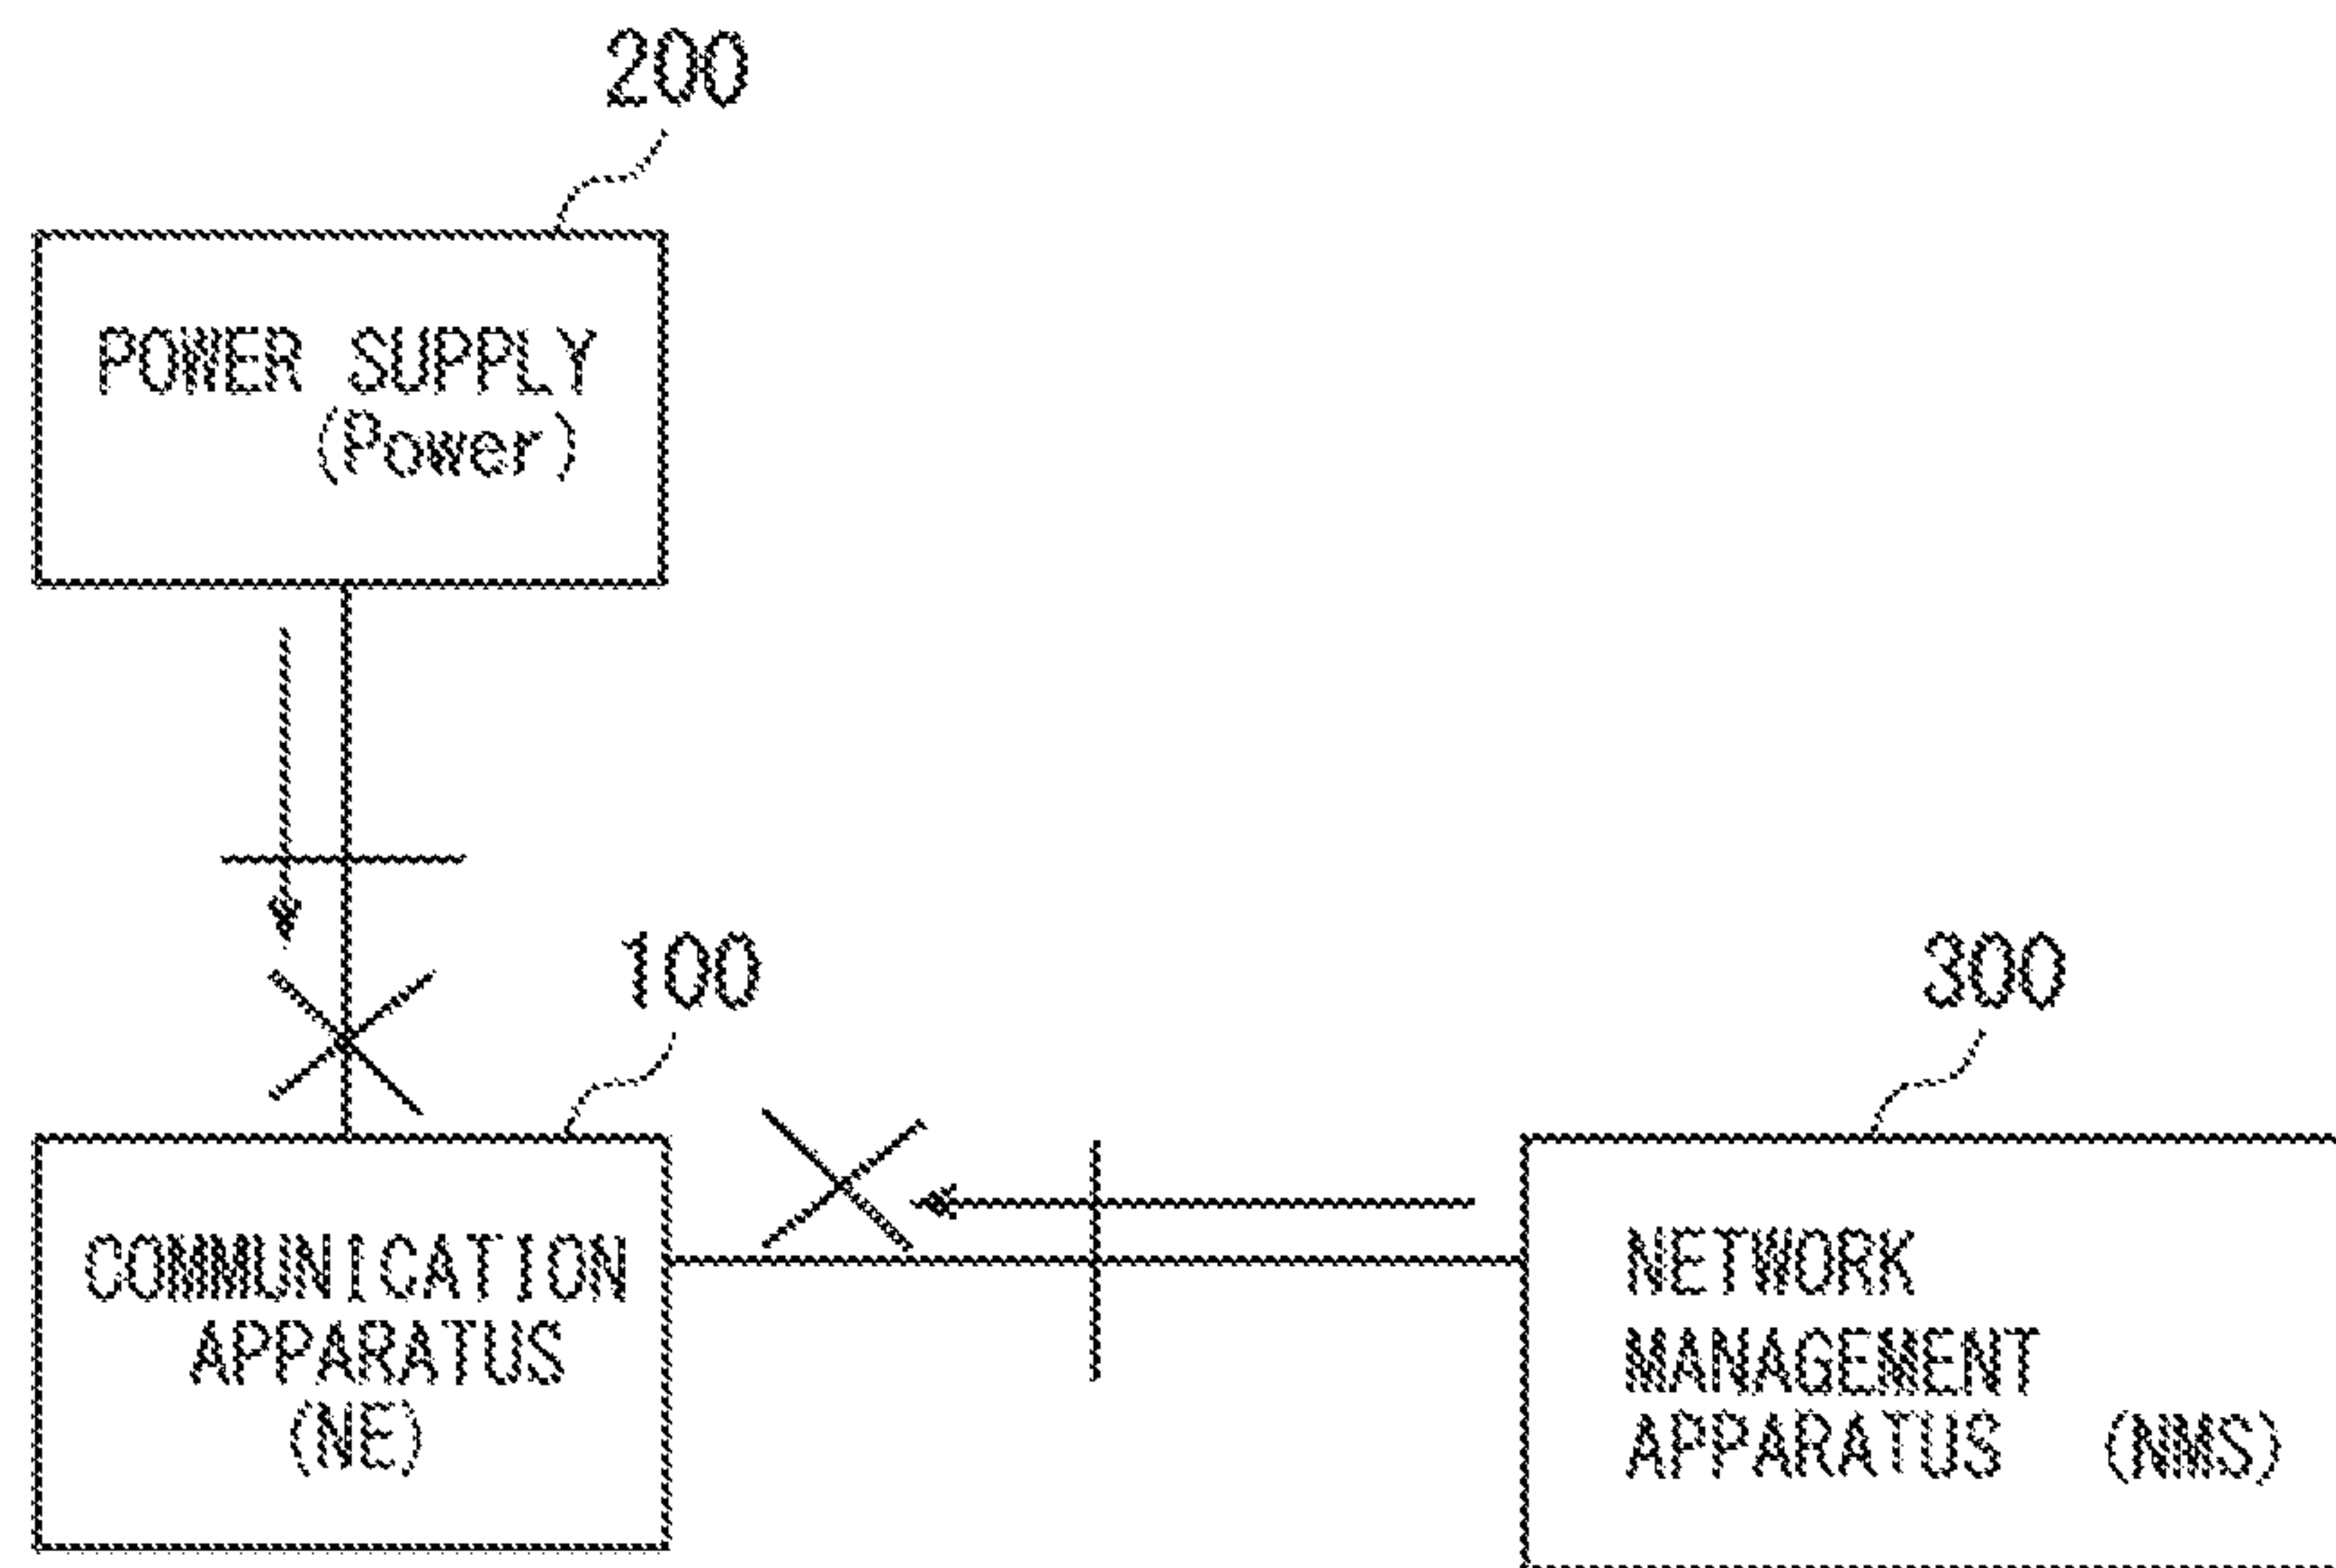 200
POWER SUPPLY
(Power)
100
300
COMMUNICATION
APPARATUS
(NE)
NETWORK
MANAGEMENT
APPARATUS (NMS)